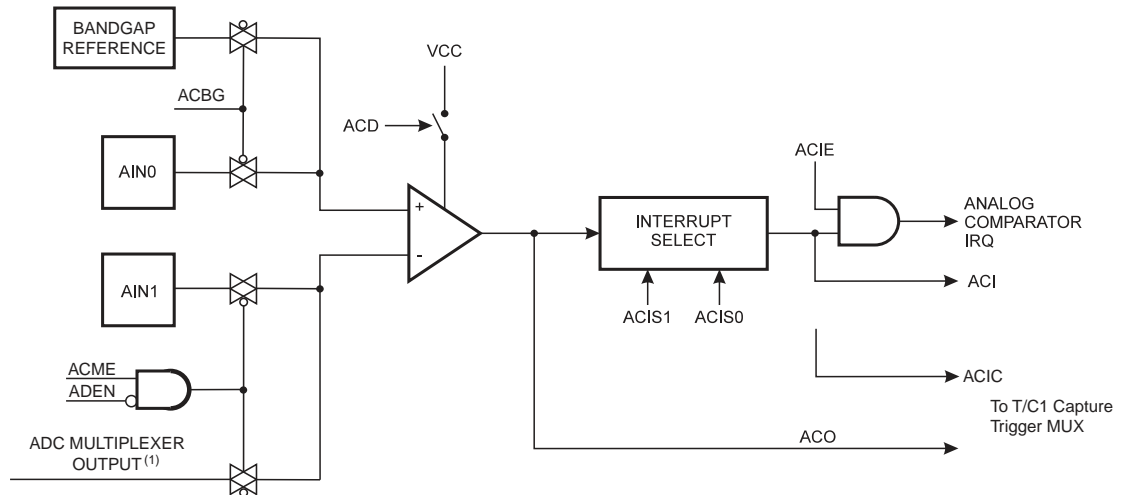 BANDGAP
REFERENCE
VCC
ACBG
ACD
ACIE
AIN0
+
INTERRUPT
SELECT
ANALOG
COMPARATOR
IRQ
-
AIN1
ACI
ACIS1
ACIS0
ACME
ADEN
ACIC
To T/C1 Capture
Trigger MUX
ACO
ADC MULTIPLEXER
OUTPUT (1)